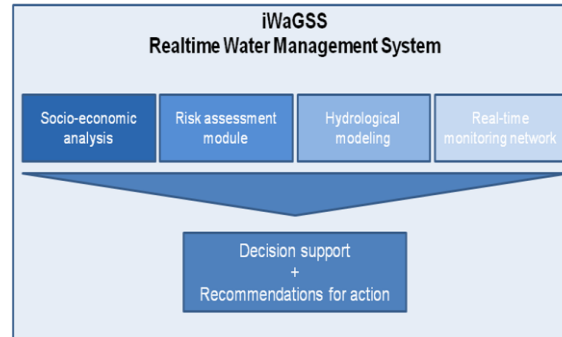 iWaGSS
Realtime Water Management System
Socio-economic
analysis
Risk assessment
module
Hydrological
modeling
Real-time
monitoring network
Decision support
+
Recommendations for action